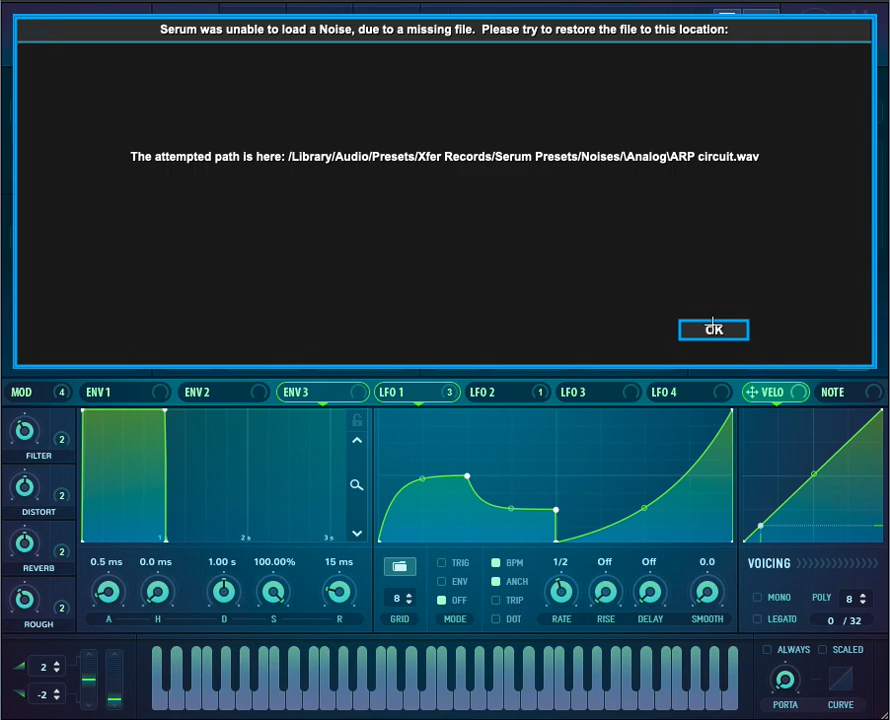 Serum was unable to load a Noise, due to a missing file.  Please try to restore the file to this location:
The attempted path is here: /Library/Audio/Presets/Xfer Records/Serum Presets/Noises/\Analog\ARP circuit.wav
OK
MOD 4 ENV 1 ENV 2 ENV 3 LFO 1 3 LFO 2 1 LFO 3 LFO 4 VELO NOTE
2
FILTER
2
DISTORT
2
REVERB
2
ROUGH
1 2 s 3 s
0.5 ms 0.0 ms 1.00 s 100.00% 15 ms
A H D S R
8
GRID
TRIG
ENV
OFF
MODE
BPM
ANCH
TRIP
DOT
1/2 Off Off 0.0
RATE RISE DELAY SMOOTH
VOICING
MONO POLY 8
LEGATO 0 / 32
2
-2
ALWAYS SCALED
PORTA CURVE